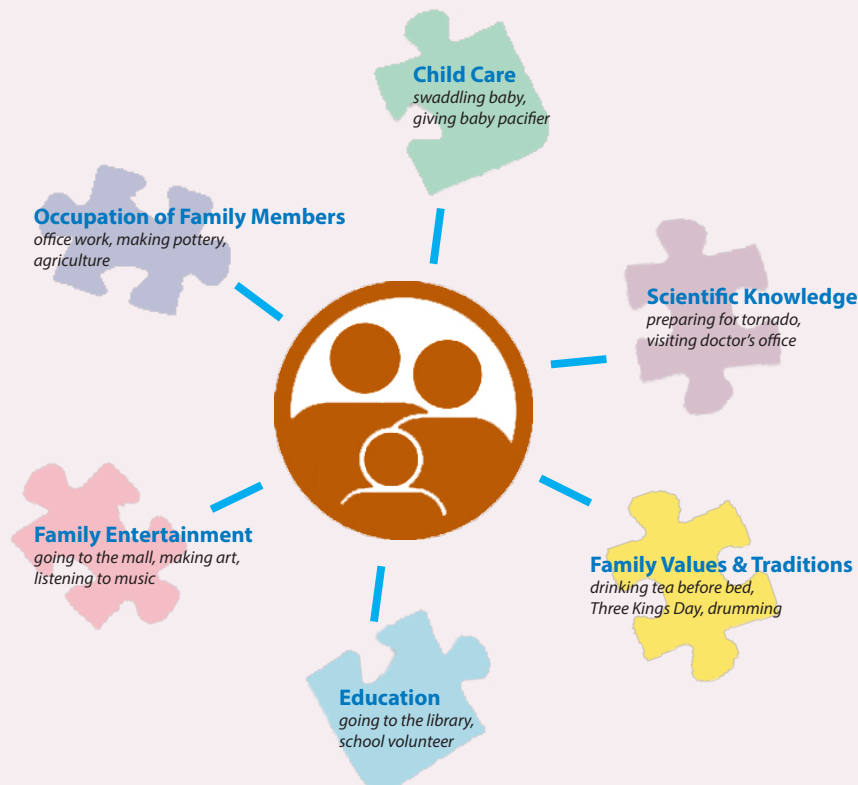 Child Care
swaddling baby,
giving baby pacifier
Occupation of Family Members
office work, making pottery,
agriculture
Scientific Knowledge
preparing for tornado,
visiting doctor's office
Family Entertainment
going to the mall, making art,
listening to music
Family Values & Traditions
drinking tea before bed,
Three Kings Day, drumming
Education
going to the library,
school volunteer